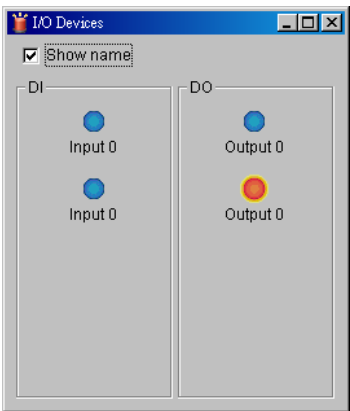 I/O Devices
Show name
DI
DO
Input 0
Output 0
Input 0
Output 0